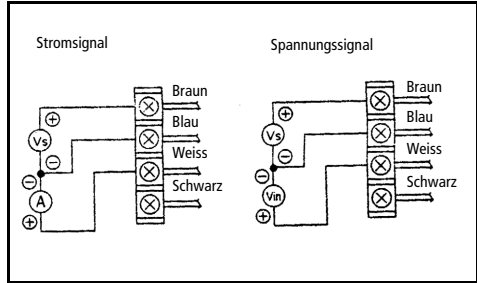 Stromsignal
Braun
Blau
Weiss
Schwarz
+
Vs
−
−
A
+
Spannungssignal
Braun
Blau
Weiss
Schwarz
+
Vs
−
−
Vin
+